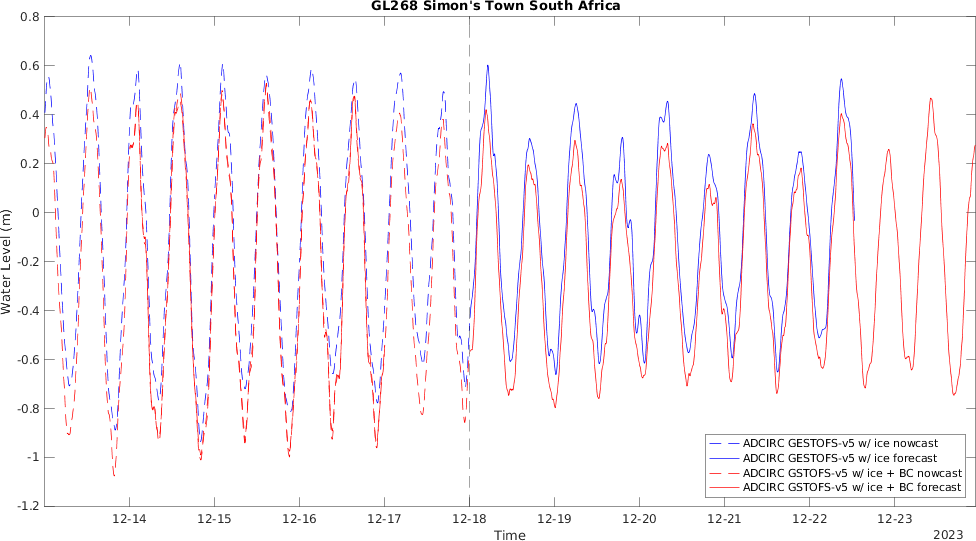 GL268 Simon's Town South Africa
0.8
0.6
0.4
0.2
0
-0.2
-0.4
-0.6
-0.8
-1
-1.2
Water Level (m)
12-14 12-15 12-16 12-17 12-18 12-19 12-20 12-21 12-22 12-23
Time
2023
ADCIRC GESTOFS-v5 w/ ice nowcast
ADCIRC GESTOFS-v5 w/ ice forecast
ADCIRC GSTOFS-v5 w/ ice + BC nowcast
ADCIRC GSTOFS-v5 w/ ice + BC forecast